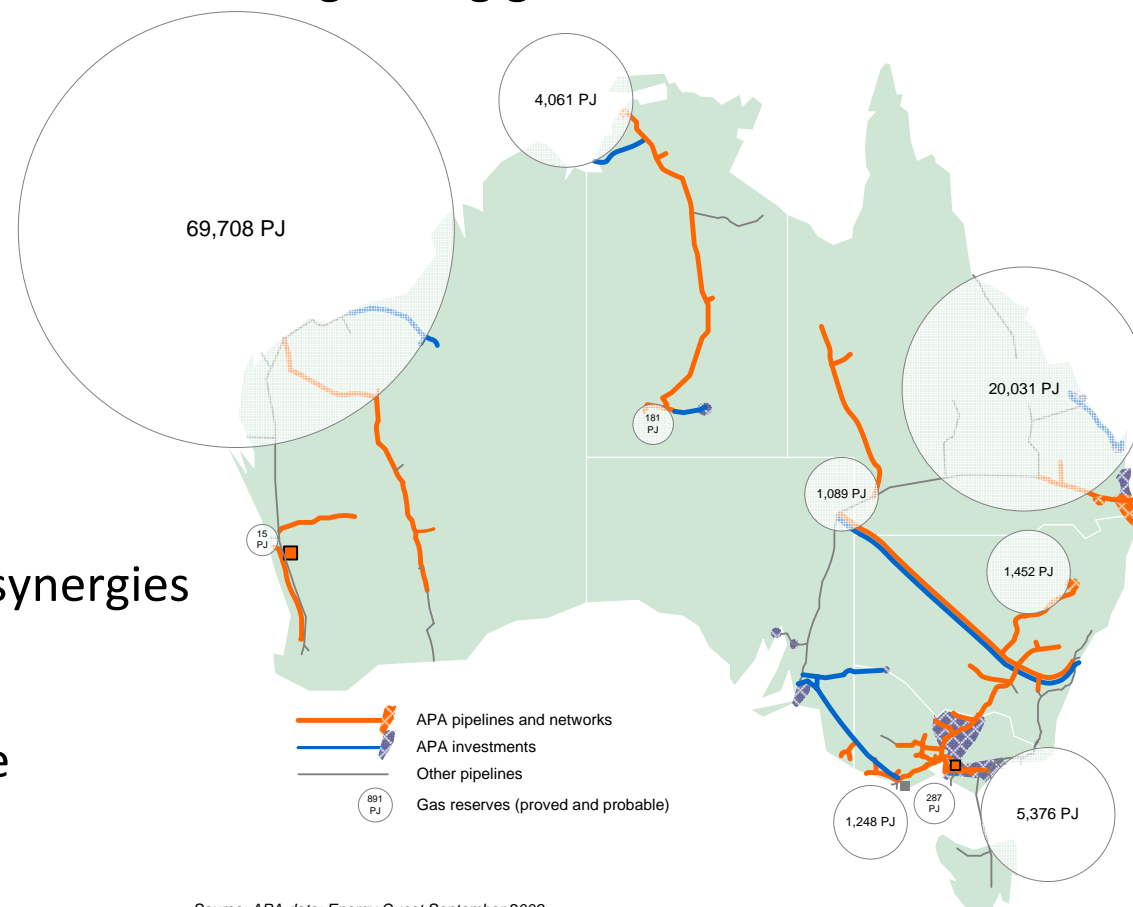 4,061 PJ
69,708 PJ
20,031 PJ
181
PJ
1,089 PJ
15
PJ
1,452 PJ
synergies
APA pipelines and networks
APA investments
Other pipelines
891
PJ
Gas reserves (proved and probable)
e
287
PJ
1,248 PJ
5,376 PJ